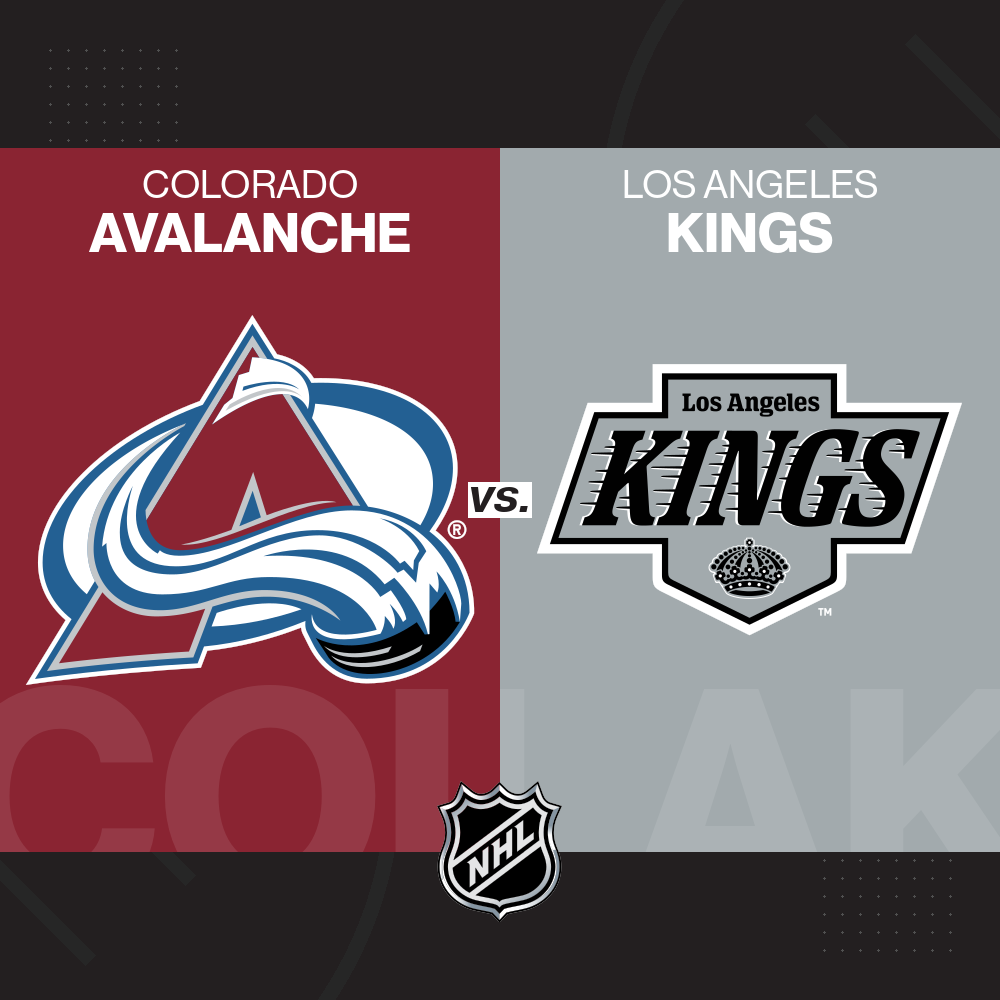 COLORADO
AVALANCHE
LOS ANGELES
KINGS
A
®
VS.
Los Angeles
KINGS
TM
COL
LAK
NHL